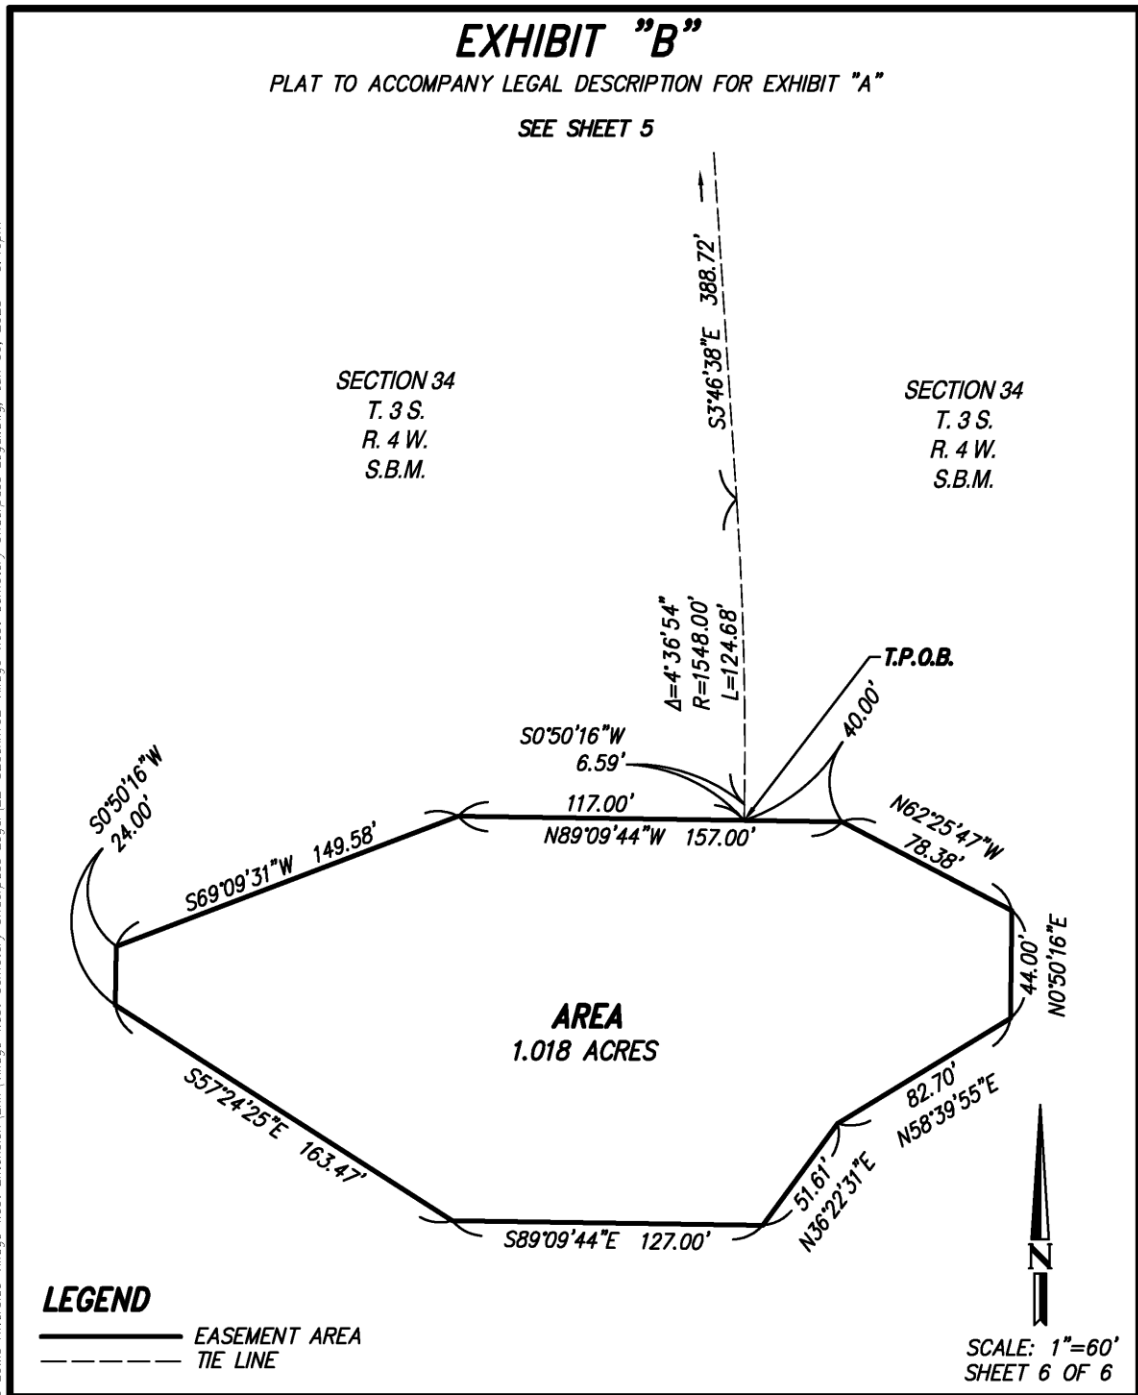 EXHIBIT "B"
PLAT TO ACCOMPANY LEGAL DESCRIPTION FOR EXHIBIT "A"
SEE SHEET 5
S3°46'38"E 388.72'
SECTION 34
T. 3 S.
R. 4 W.
S.B.M.
SECTION 34
T. 3 S.
R. 4 W.
S.B.M.
Δ=4°36'54"
R=1548.00'
L=124.68'
T.P.O.B.
40.00'
S0°50'16"W
6.59'
S0°50'16"W
24.00'
117.00'
N89°09'44"W 157.00'
N62°25'47"W
78.38'
S69°09'31"W 149.58'
44.00'
N0°50'16"E
AREA
1.018 ACRES
82.70'
N58°39'55"E
S57°24'25"E 163.47'
51.61'
N36°22'31"E
S89°09'44"E 127.00'
N
LEGEND
EASEMENT AREA
TIE LINE
SCALE: 1"=60'
SHEET 6 OF 6